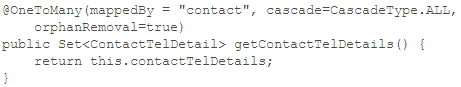 @OneToMany(mappedBy = "contact", cascade=CascadeType.ALL,
    orphanRemoval=true)
public Set<ContactTelDetail> getContactTelDetails() {
    return this.contactTelDetails;
}